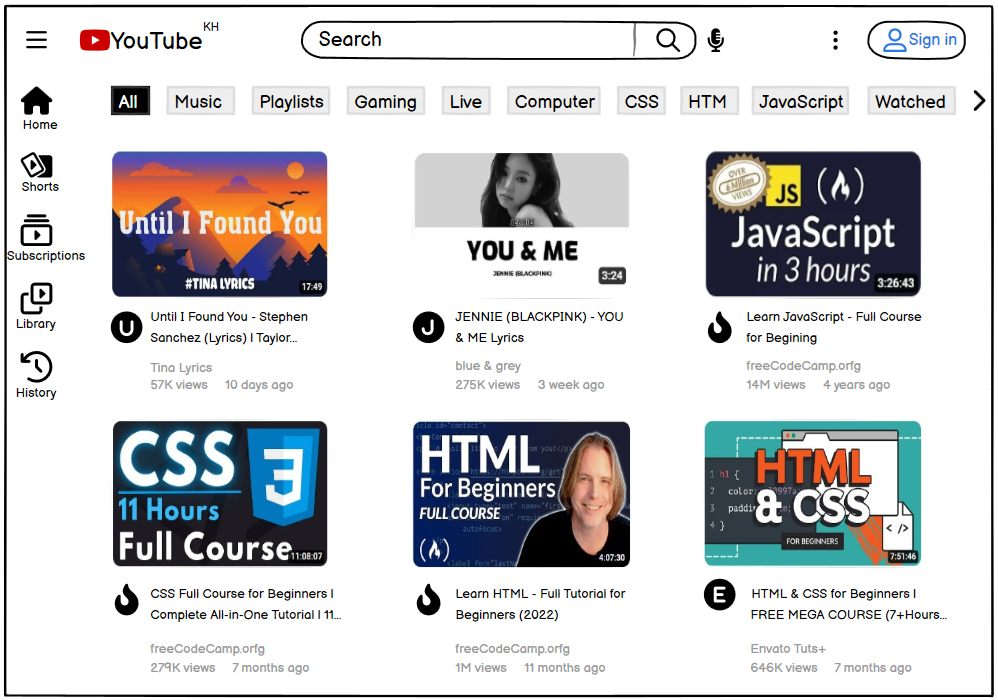 YouTube KH
Search
Sign in
All Music Playlists Gaming Live Computer CSS HTM JavaScript Watched
Home
Shorts
Subscriptions
Library
History
Until I Found You
#TINA LYRICS
17:49
U
Until I Found You - Stephen
Sanchez (Lyrics) I Taylor...
Tina Lyrics
57K views 10 days ago
YOU & ME
JENNIE (BLACKPINK)
3:24
J
JENNIE (BLACKPINK) - YOU
& ME Lyrics
blue & grey
275K views 3 week ago
OVER
6 Million
VIEWS
JS
JavaScript
in 3 hours
3:26:43
Learn JavaScript - Full Course
for Begining
freeCodeCamp.orfg
14M views 4 years ago
CSS
3
11 Hours
Full Course
11:08:07
CSS Full Course for Beginners I
Complete All-in-One Tutorial I 11...
freeCodeCamp.orfg
279K views 7 months ago
HTML
For Beginners
FULL COURSE
4:07:30
Learn HTML - Full Tutorial for
Beginners (2022)
freeCodeCamp.orfg
1M views 11 months ago
1 h1 {
2 color:
3
4 }
HTML
& CSS
</>
FOR BEGINNERS
7:51:46
E
HTML & CSS for Beginners I
FREE MEGA COURSE (7+Hours...
Envato Tuts+
646K views 7 months ago